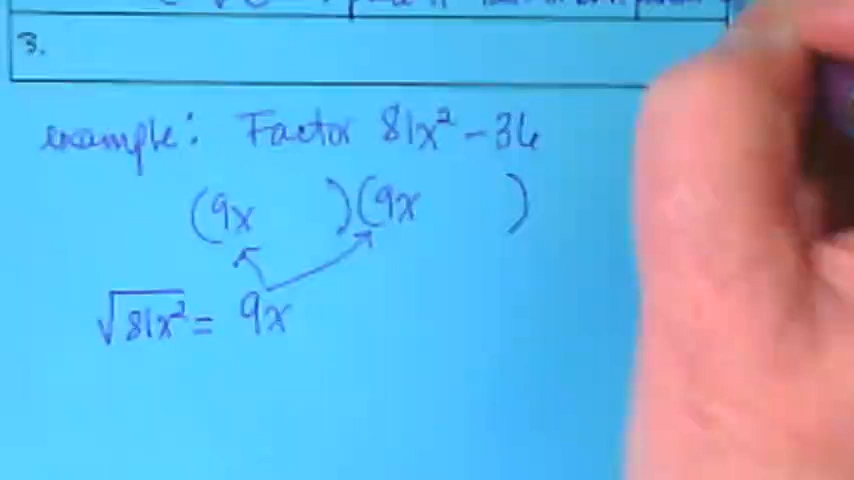 3.
example: Factor 81x² - 36
(9x )(9x )
√81x² = 9x